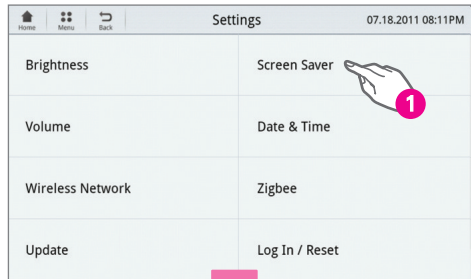 Home Menu Back Settings 07.18.2011 08:11PM
Brightness Screen Saver
1
Volume Date & Time
Wireless Network Zigbee
Update Log In / Reset